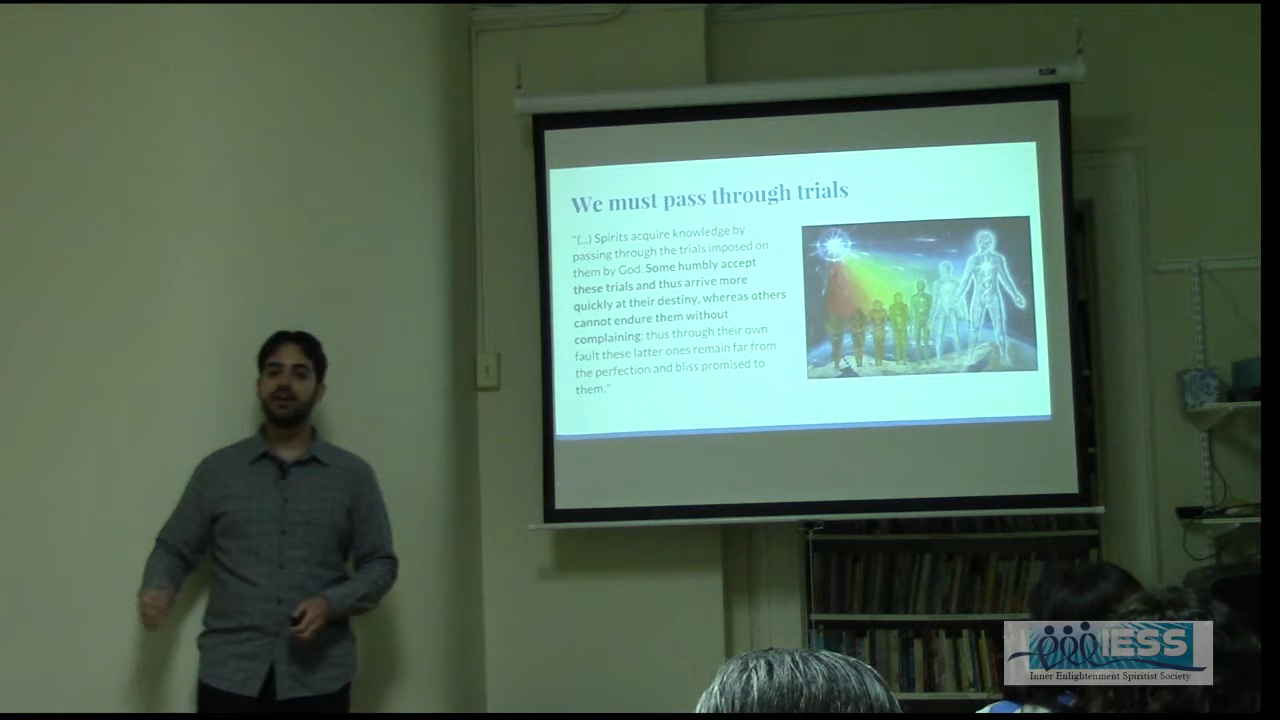 We must pass through trials
"(...) Spirits acquire knowledge by
passing through the trials imposed on
them by God. Some humbly accept
these trials and thus arrive more
quickly at their destiny, whereas others
cannot endure them without
complaining; thus through their own
fault these latter ones remain far from
the perfection and bliss promised to
them."
IESS
Inner Enlightenment Spiritist Society